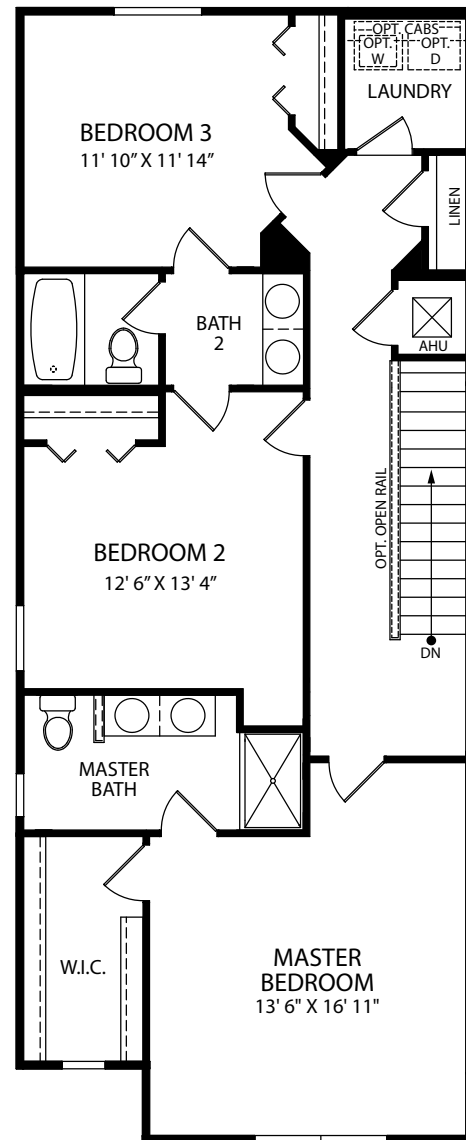 OPT. CABS
OPT. W
OPT. D
LAUNDRY
BEDROOM 3
11' 10” X 11' 14”
LINEN
BATH
2
AHU
OPT. OPEN RAIL
BEDROOM 2
12' 6” X 13' 4”
DN
MASTER
BATH
W.I.C.
MASTER
BEDROOM
13' 6" X 16' 11"